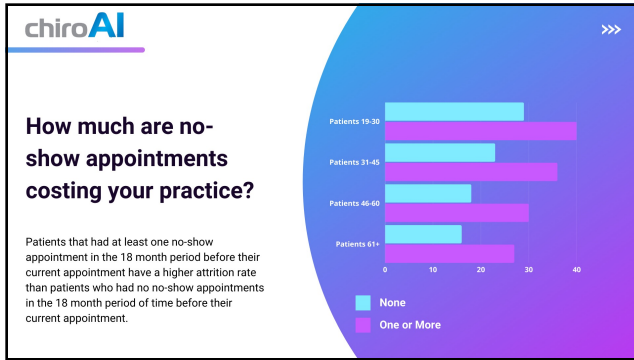 chiroAI
>>>
How much are no-
show appointments
costing your practice?
Patients that had at least one no-show
appointment in the 18 month period before their
current appointment have a higher attrition rate
than patients who had no no-show appointments
in the 18 month period of time before their
current appointment.
Patients 19-30
Patients 31-45
Patients 46-60
Patients 61+
0 10 20 30 40
None
One or More